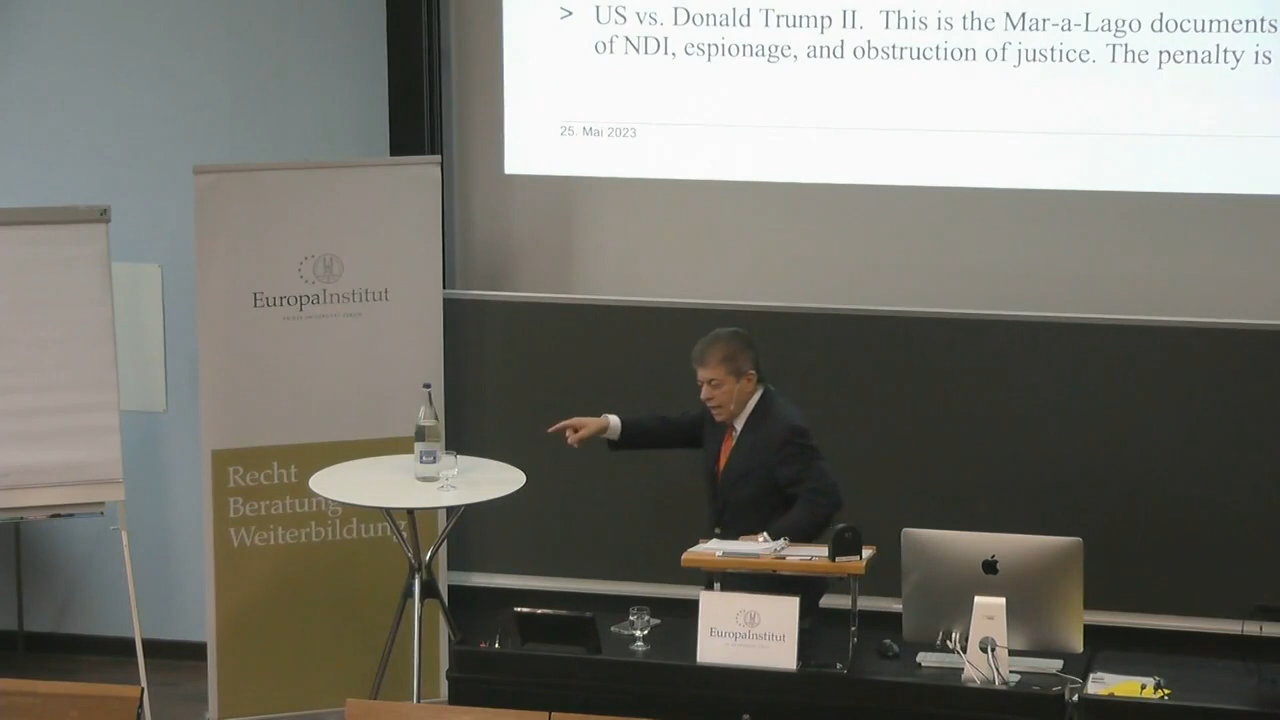 > US vs. Donald Trump II. This is the Mar-a-Lago documents
of NDI, espionage, and obstruction of justice. The penalty is
25. Mai 2023
EuropaInstitut
Recht
Beratung
Weiterbildung
EuropaInstitut